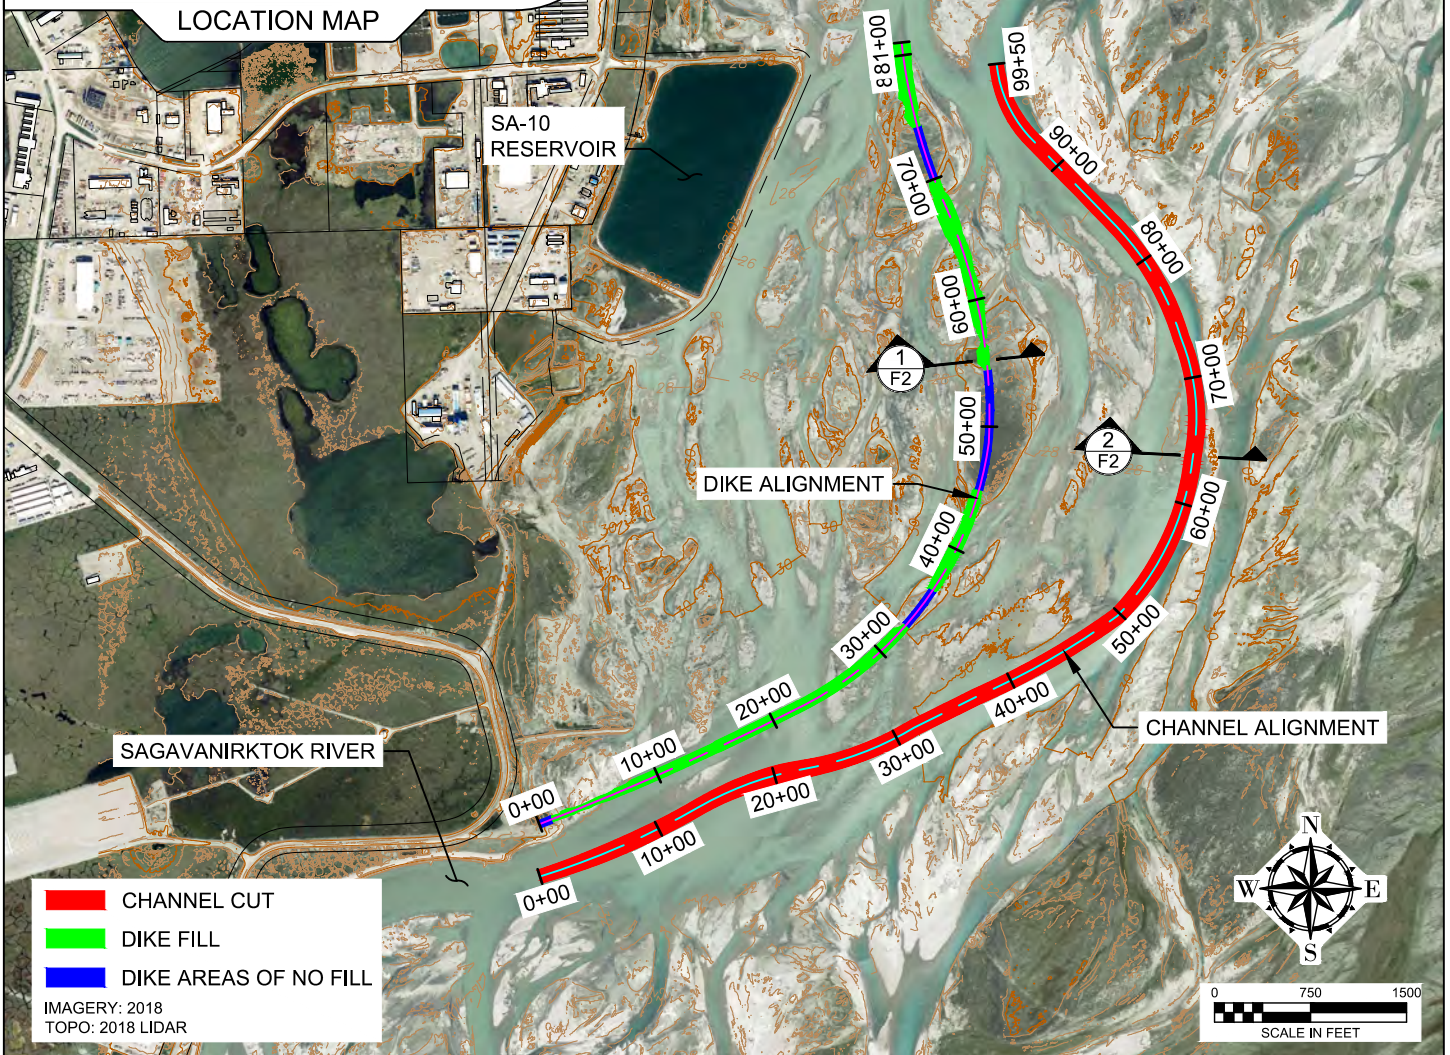 LOCATION MAP
SA-10
RESERVOIR
81+00
8
70+00
60+00
50+00
40+00
30+00
20+00
10+00
0+00
99+50
90+00
80+00
70+00
60+00
50+00
40+00
30+00
20+00
10+00
0+00
1
F2
2
F2
DIKE ALIGNMENT
CHANNEL ALIGNMENT
SAGAVANIRKTOK RIVER
CHANNEL CUT
DIKE FILL
DIKE AREAS OF NO FILL
IMAGERY: 2018
TOPO: 2018 LIDAR
N
W E
S
0 750 1500
SCALE IN FEET